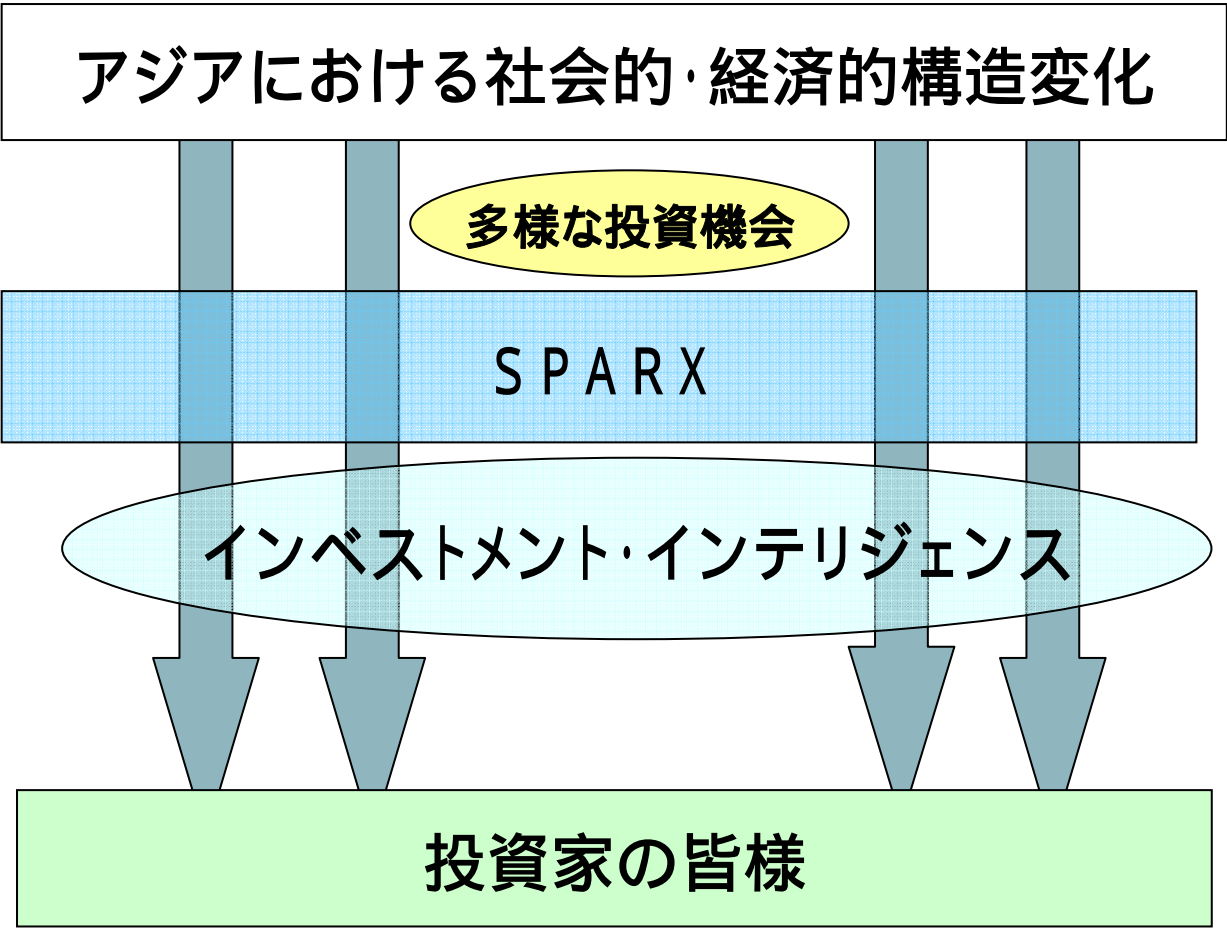 アジアにおける社会的･経済的構造変化
多様な投資機会
ＳＰＡＲＸ
インベストメント･インテリジェンス
投資家の皆様